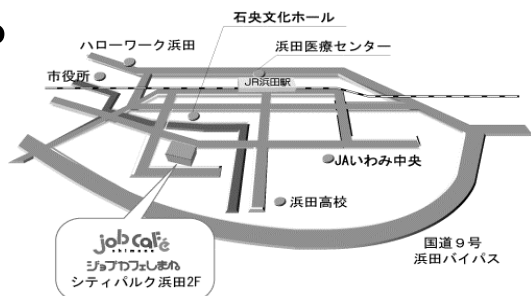 石央文化ホール
ハローワーク浜田
浜田医療センター
市役所
JR浜田駅
JAいわみ中央
浜田高校
job café
shimane
ジョブカフェしまね
シティパルク浜田2F
国道９号
浜田バイパス